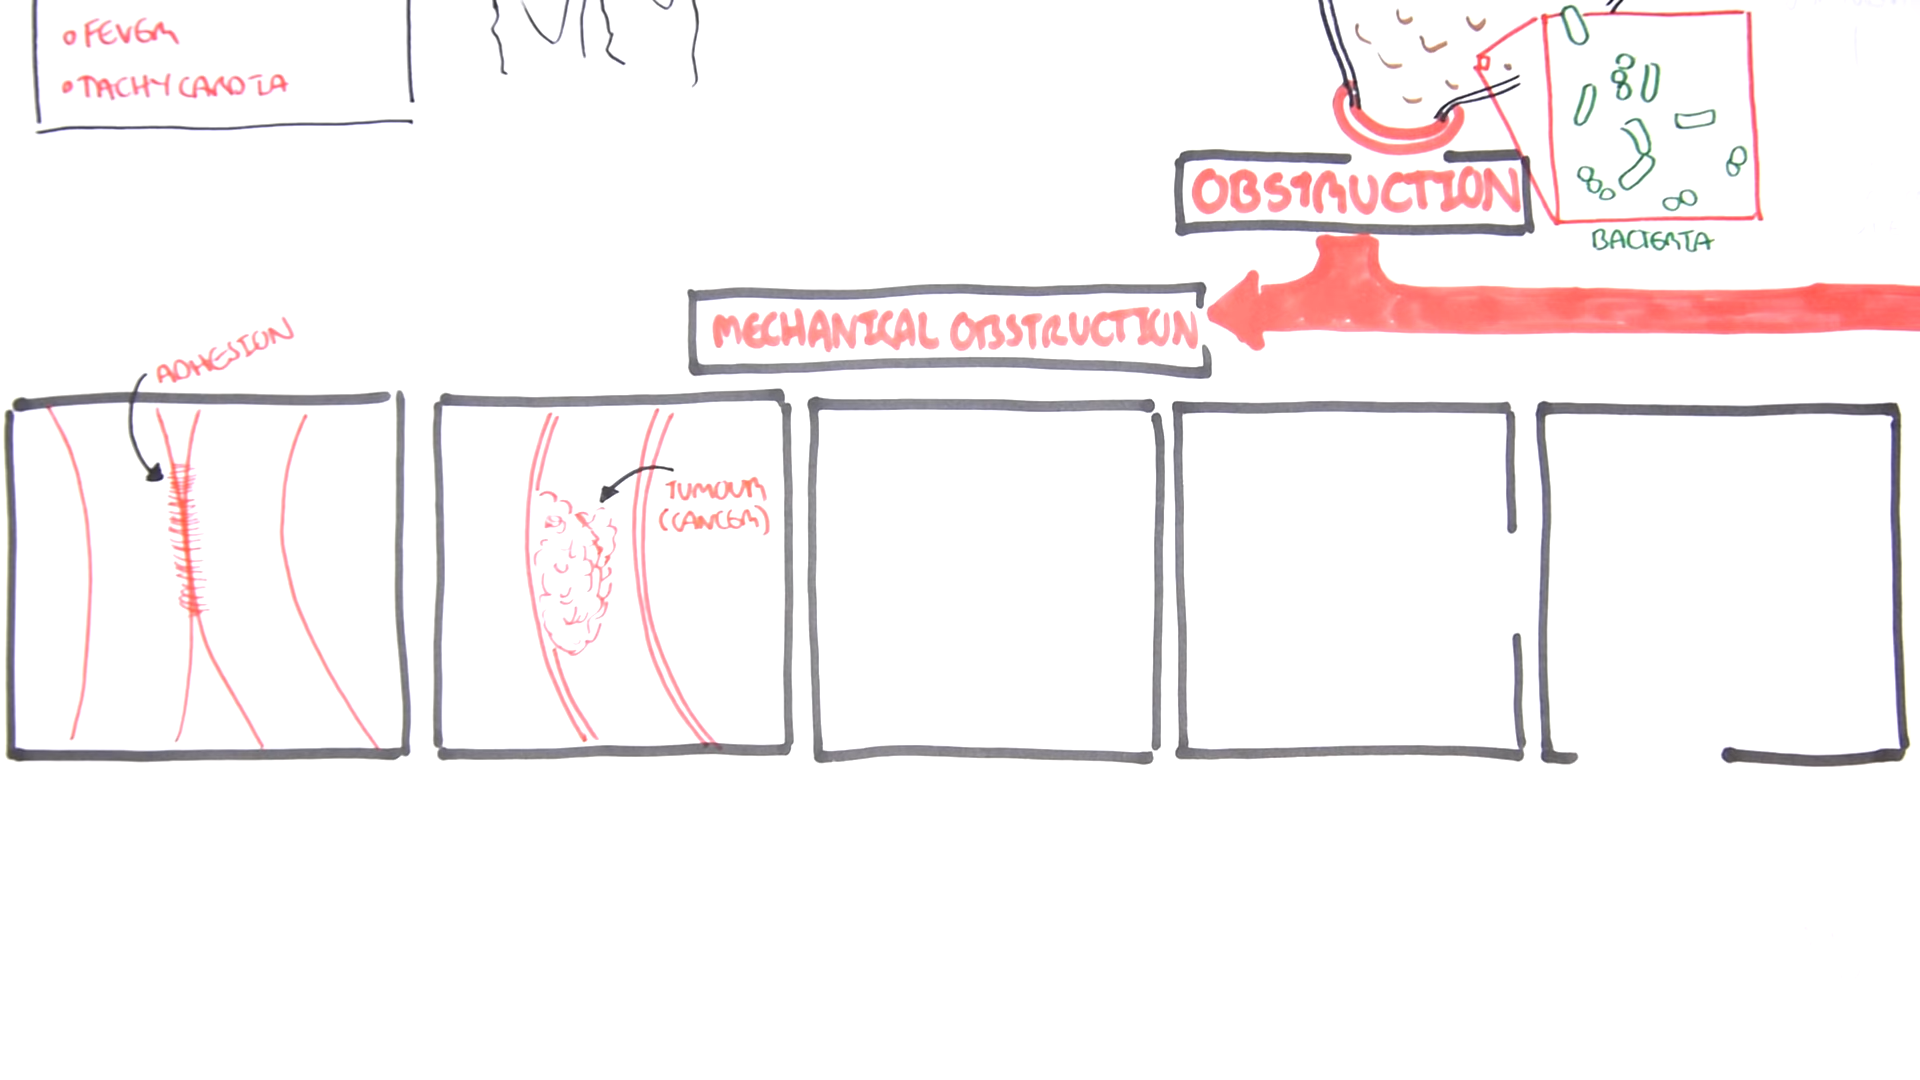 • FEVER
• TACHYCARDIA
OBSTRUCTION
BACTERIA
MECHANICAL OBSTRUCTION
ADHESION
TUMOUR
(CANCER)